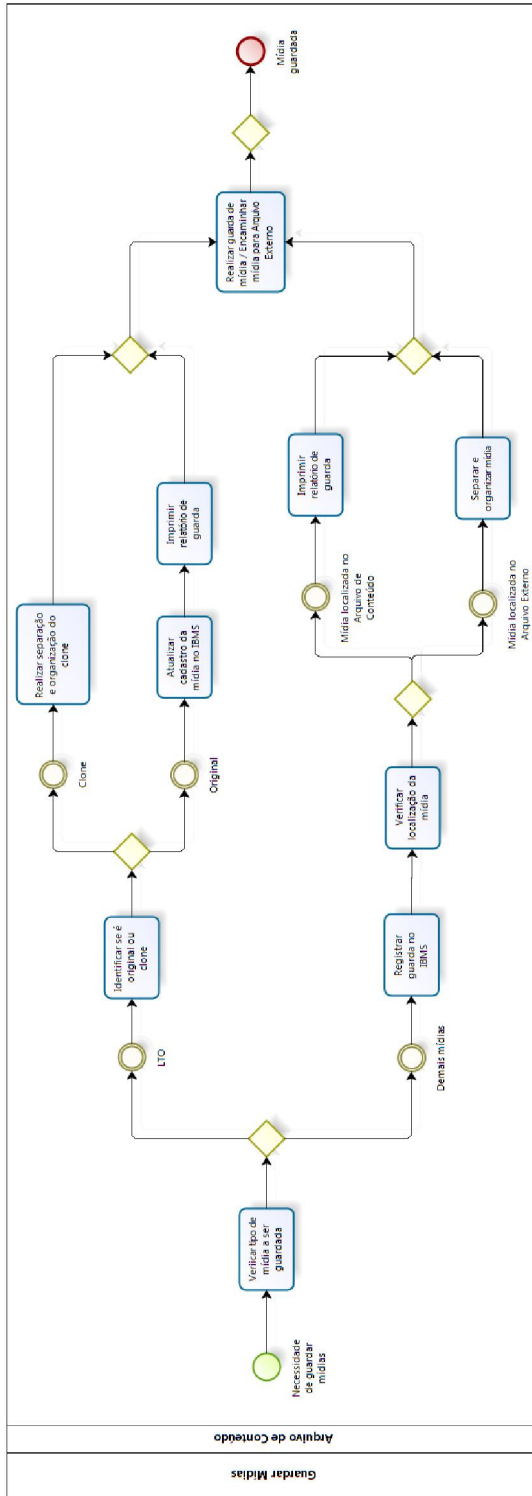 Guardar Mídias
Arquivo de Conteúdo
Necessidade
de guardar
mídias
Veriicar tipo de
mídia a ser
guardada
LTO
Identificar se é
original ou
clone
Clone
Realizar separação
e organização do
clone
Original
Atualizar
cadastro da
mídia no IBMS
Imprimir
relatório de
guarda
Demais mídias
Registrar
guarda no
IBMS
Verificar
localização da
mídia
Mídia localizada no
Arquivo de
Conteúdo
Imprimir
relatório de
guarda
Mídia localizada no
Arquivo Externo
Separar e
organizar mídia
Realizar guarda de
mídia / Encaminhar
mídia para Arquivo
Externo
Mídia
guardada